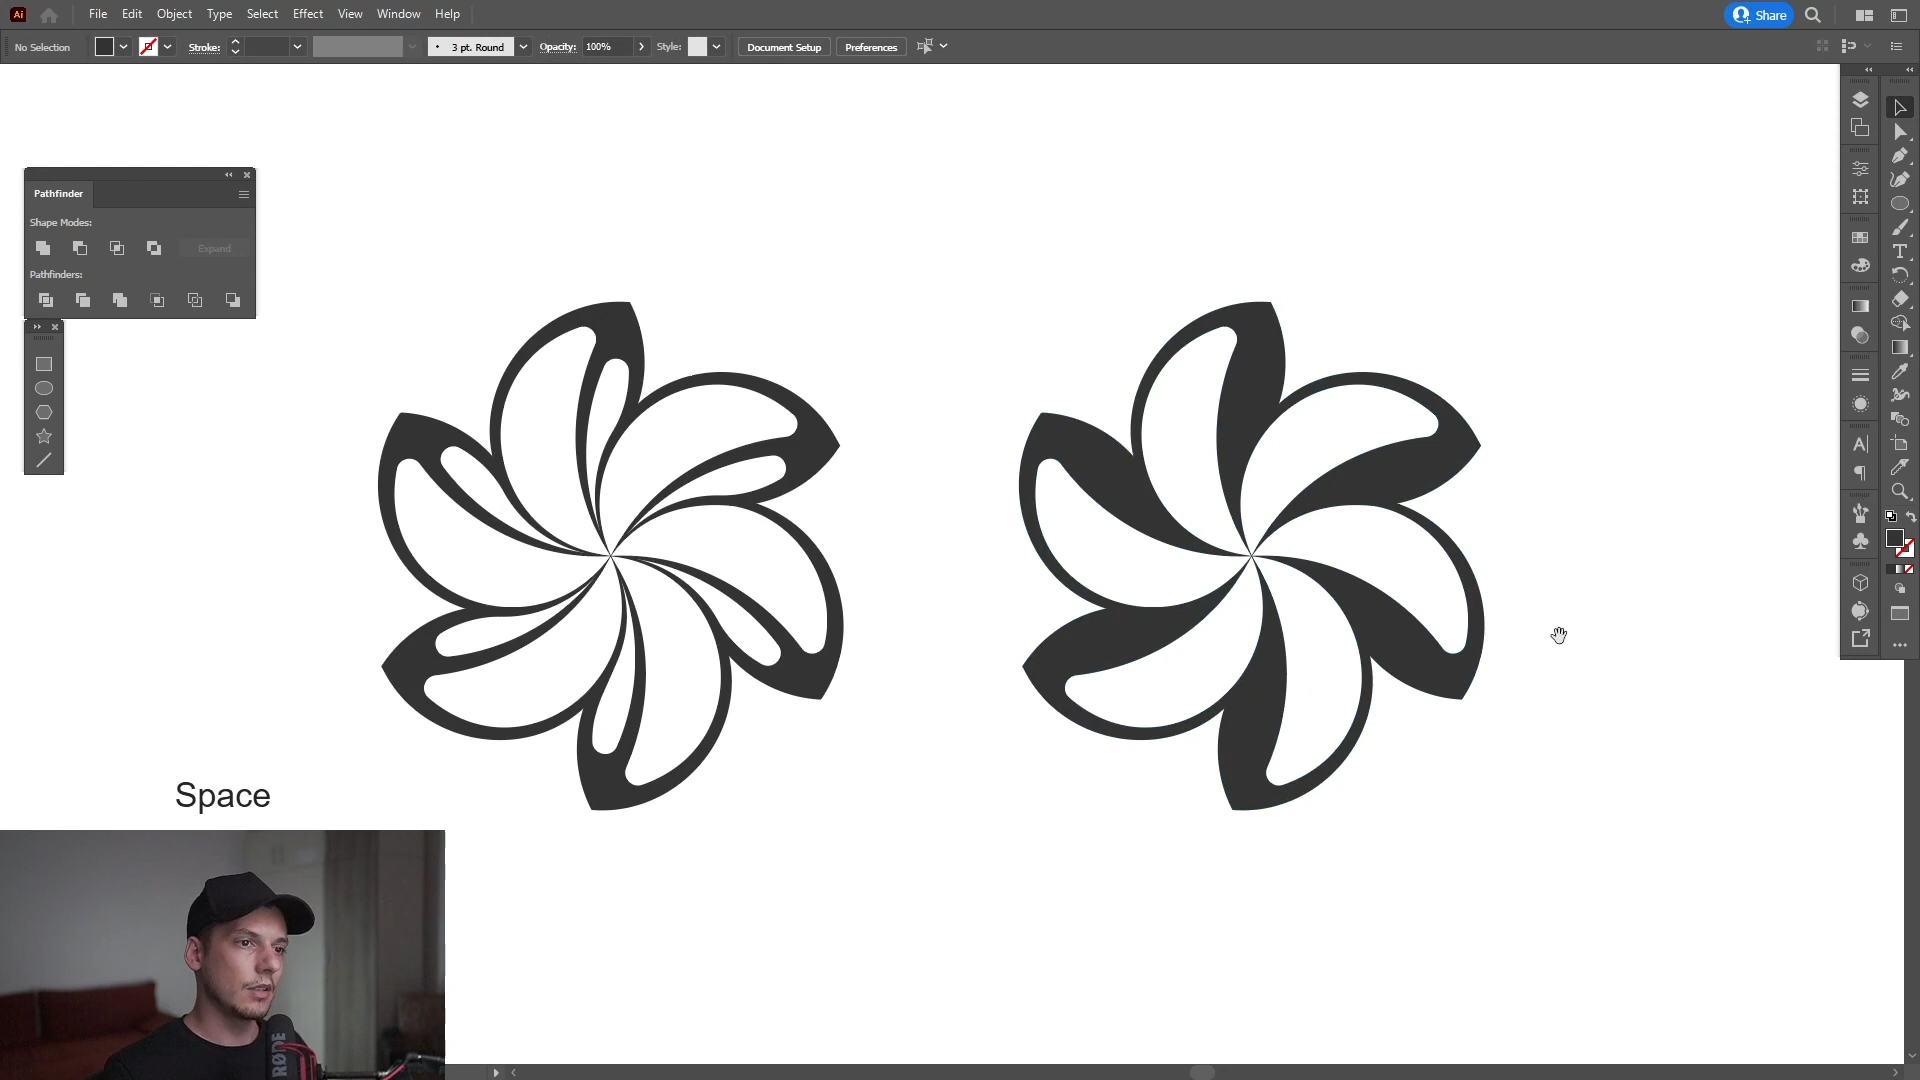 Ai File Edit Object Type Select Effect View Window Help Share
No Selection Stroke: 3 pt. Round Opacity: 100% Style: Document Setup Preferences
Pathfinder
Shape Modes:
Expand
Pathfinders:
Space
RØDE